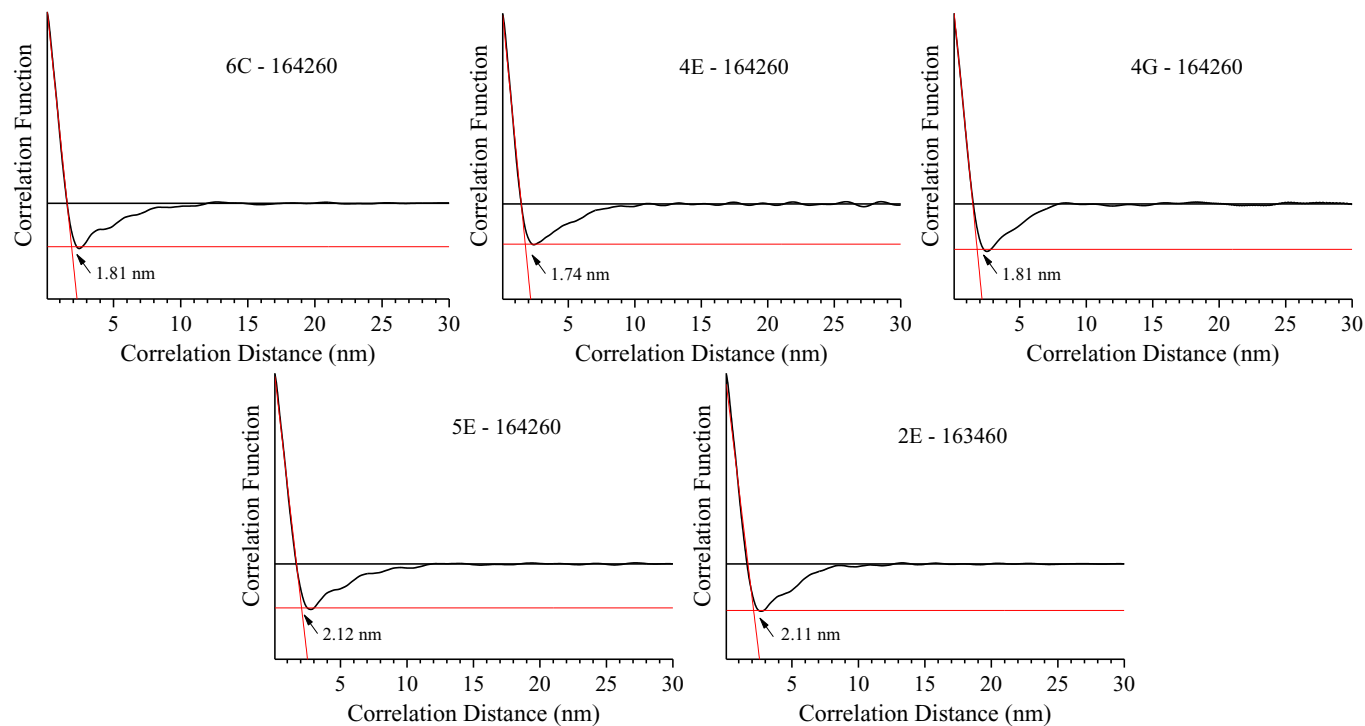 Correlation Function
6C - 164260
1.81 nm
5 10 15 20 25 30
Correlation Distance (nm)
Correlation Function
4E - 164260
1.74 nm
5 10 15 20 25 30
Correlation Distance (nm)
Correlation Function
4G - 164260
1.81 nm
5 10 15 20 25 30
Correlation Distance (nm)
Correlation Function
5E - 164260
2.12 nm
5 10 15 20 25 30
Correlation Distance (nm)
Correlation Function
2E - 163460
2.11 nm
5 10 15 20 25 30
Correlation Distance (nm)